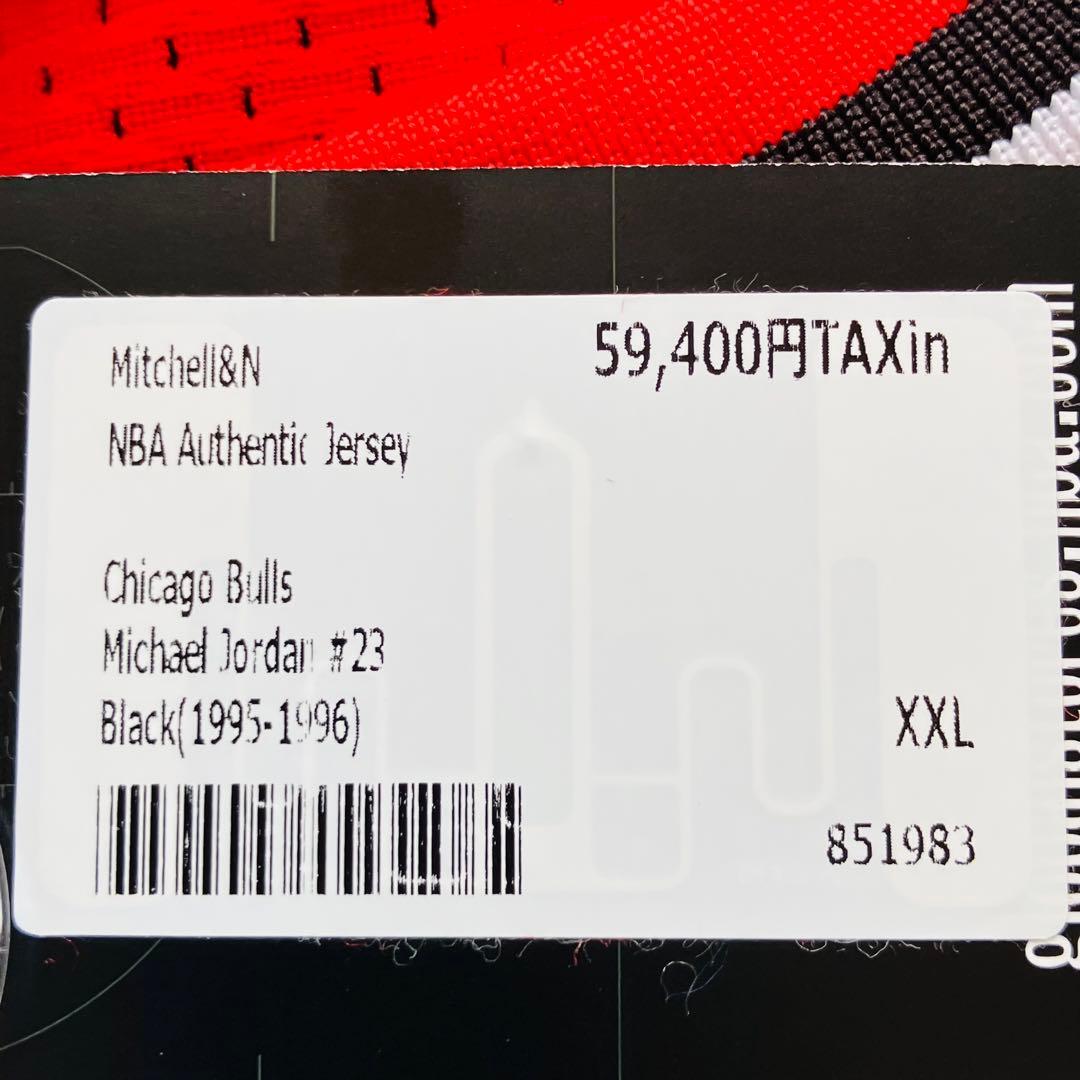 Mitchell&N
59,400円TAXin
NBA Authentic Jersey
Chicago Bulls
Michael Jordan #23
Black(1995-1996)
XXL
851983